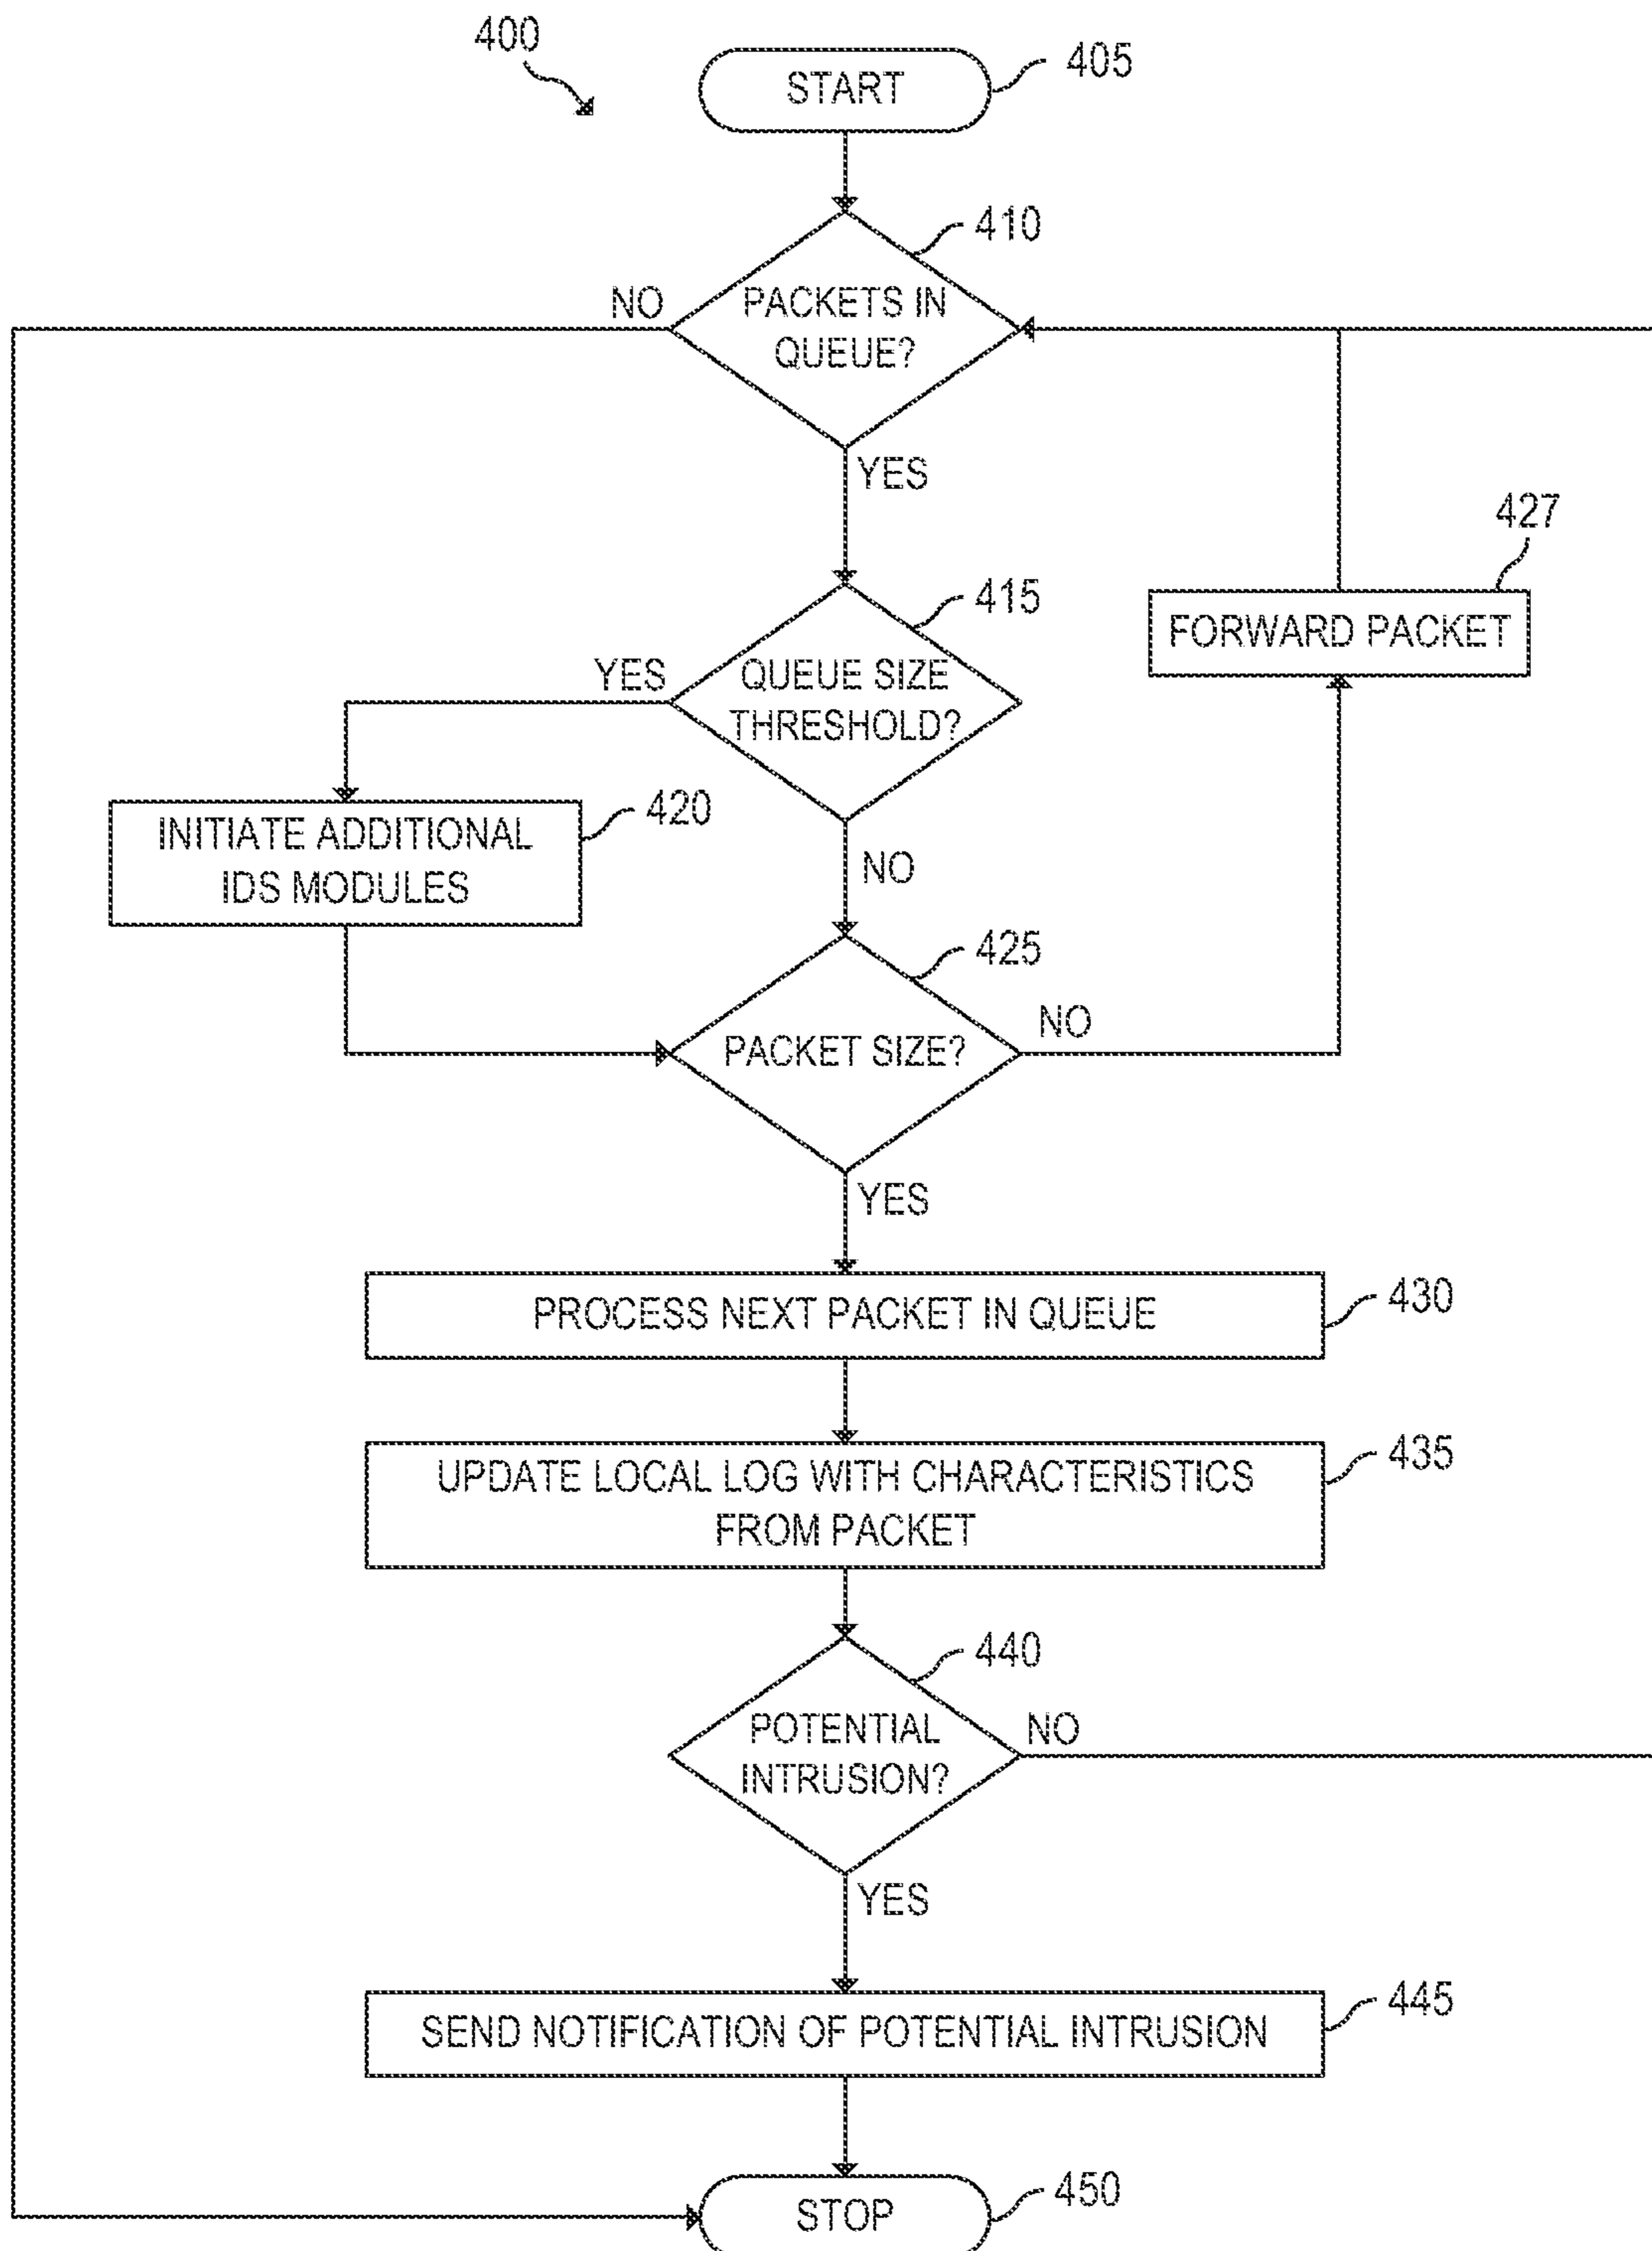 400
START
405
410
NO
PACKETS IN
QUEUE?
YES
427
415
FORWARD PACKET
YES
QUEUE SIZE
THRESHOLD?
420
INITIATE ADDITIONAL
IDS MODULES
NO
425
NO
PACKET SIZE?
YES
430
PROCESS NEXT PACKET IN QUEUE
435
UPDATE LOCAL LOG WITH CHARACTERISTICS
FROM PACKET
440
POTENTIAL
INTRUSION?
NO
YES
445
SEND NOTIFICATION OF POTENTIAL INTRUSION
450
STOP